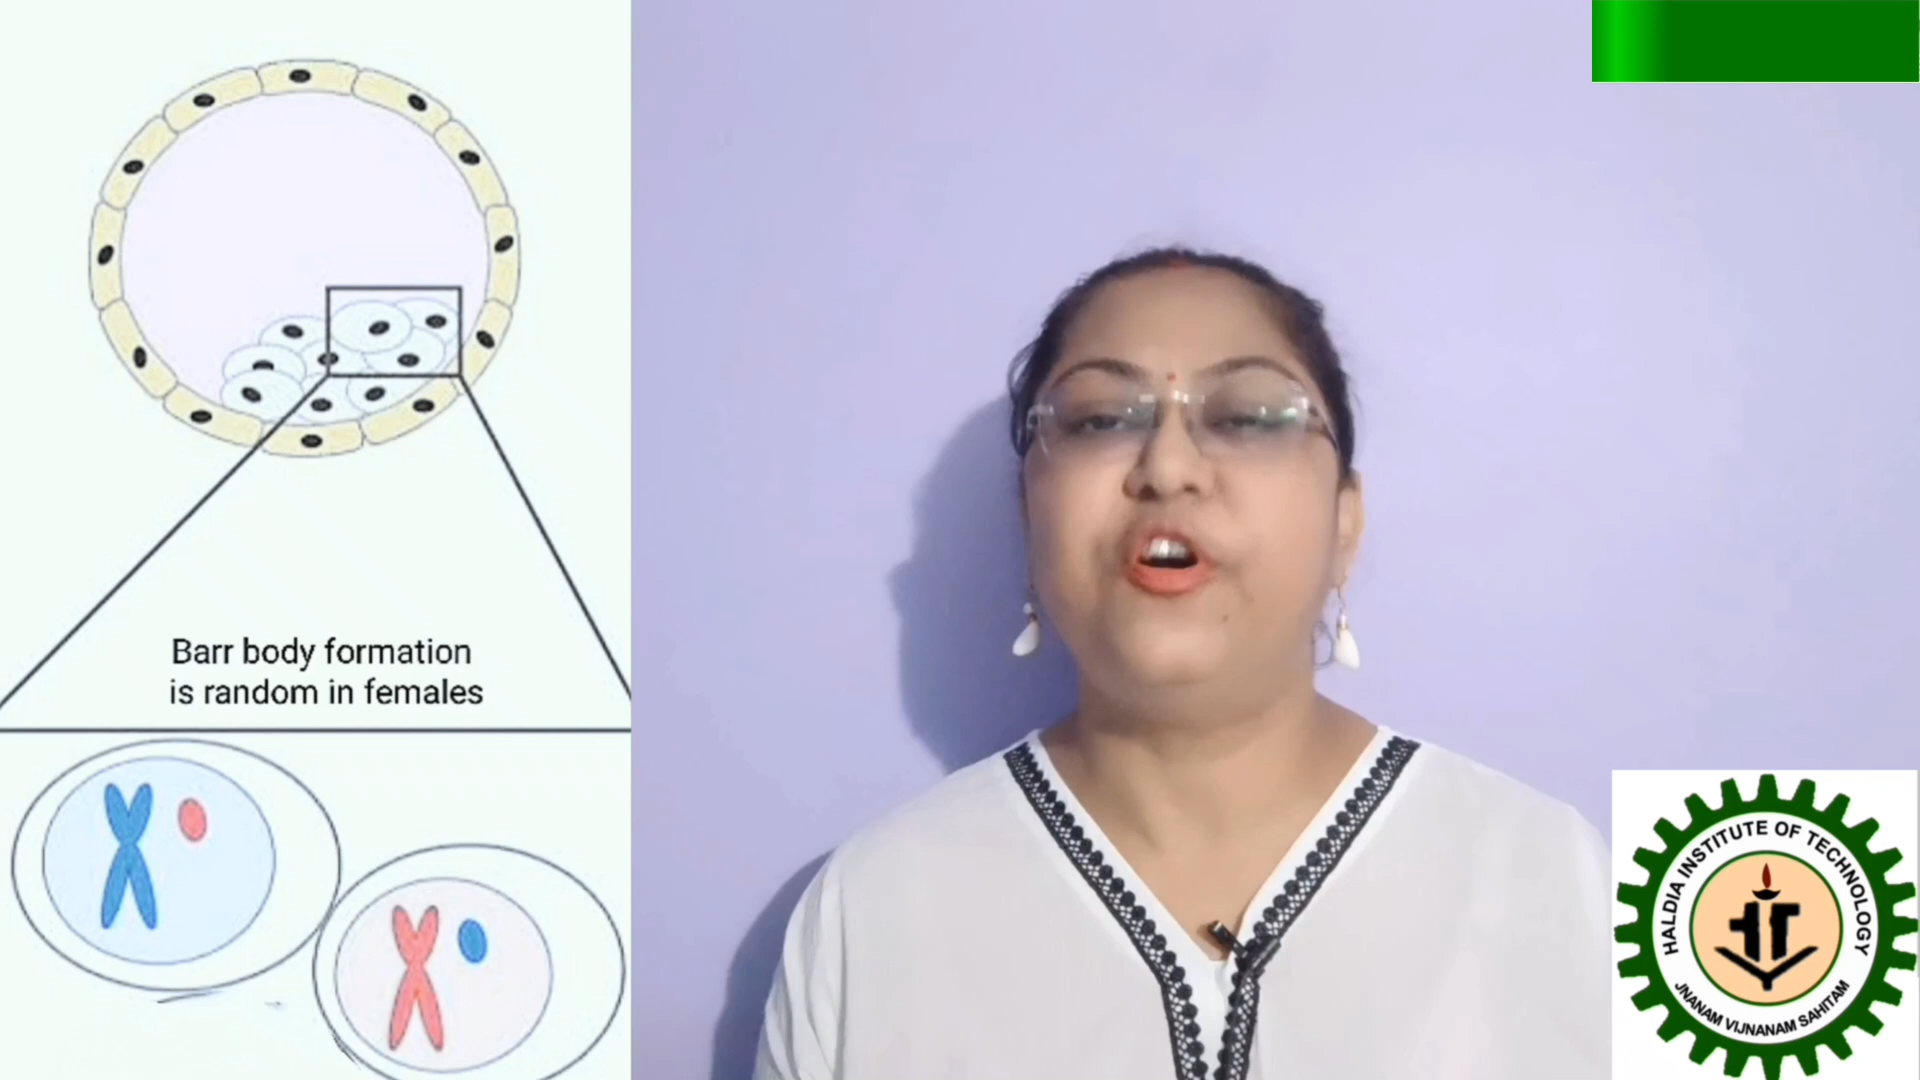 Barr body formation
is random in females
HALDIA INSTITUTE OF TECHNOLOGY
JNANAM VIJNANAM SAHITAM